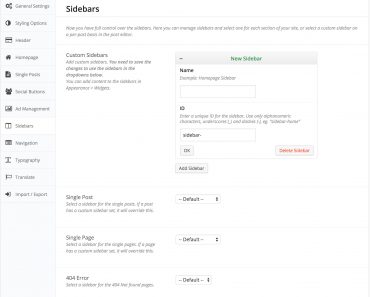 General Settings
Styling Options
Header
Homepage
Single Posts
Social Buttons
Ad Management
Sidebars
Navigation
Typography
Translate
Import / Export
Sidebars
Now you have full control over the sidebars. Here you can manage sidebars and select one for each section of your site, or select a custom sidebar on
a per post basis in the post editor.
Custom Sidebars
Add custom sidebars. You need to save the
changes to use the sidebars in the
dropdowns below.
You can add content to the sidebars in
Appearance > Widgets.
– New Sidebar
Name
Example: Homepage Sidebar
ID
Enter a unique ID for the sidebar. Use only alphanumeric
characters, underscores (_) and dashes (-), eg. "sidebar-home"
sidebar-
OK
Delete Sidebar
Add Sidebar
Single Post
Select a sidebar for the single posts. If a post
has a custom sidebar set, it will override this.
-- Default --
Single Page
Select a sidebar for the single pages. If a page
has a custom sidebar set, it will override this.
-- Default --
404 Error
Select a sidebar for the 404 Not found pages.
-- Default --